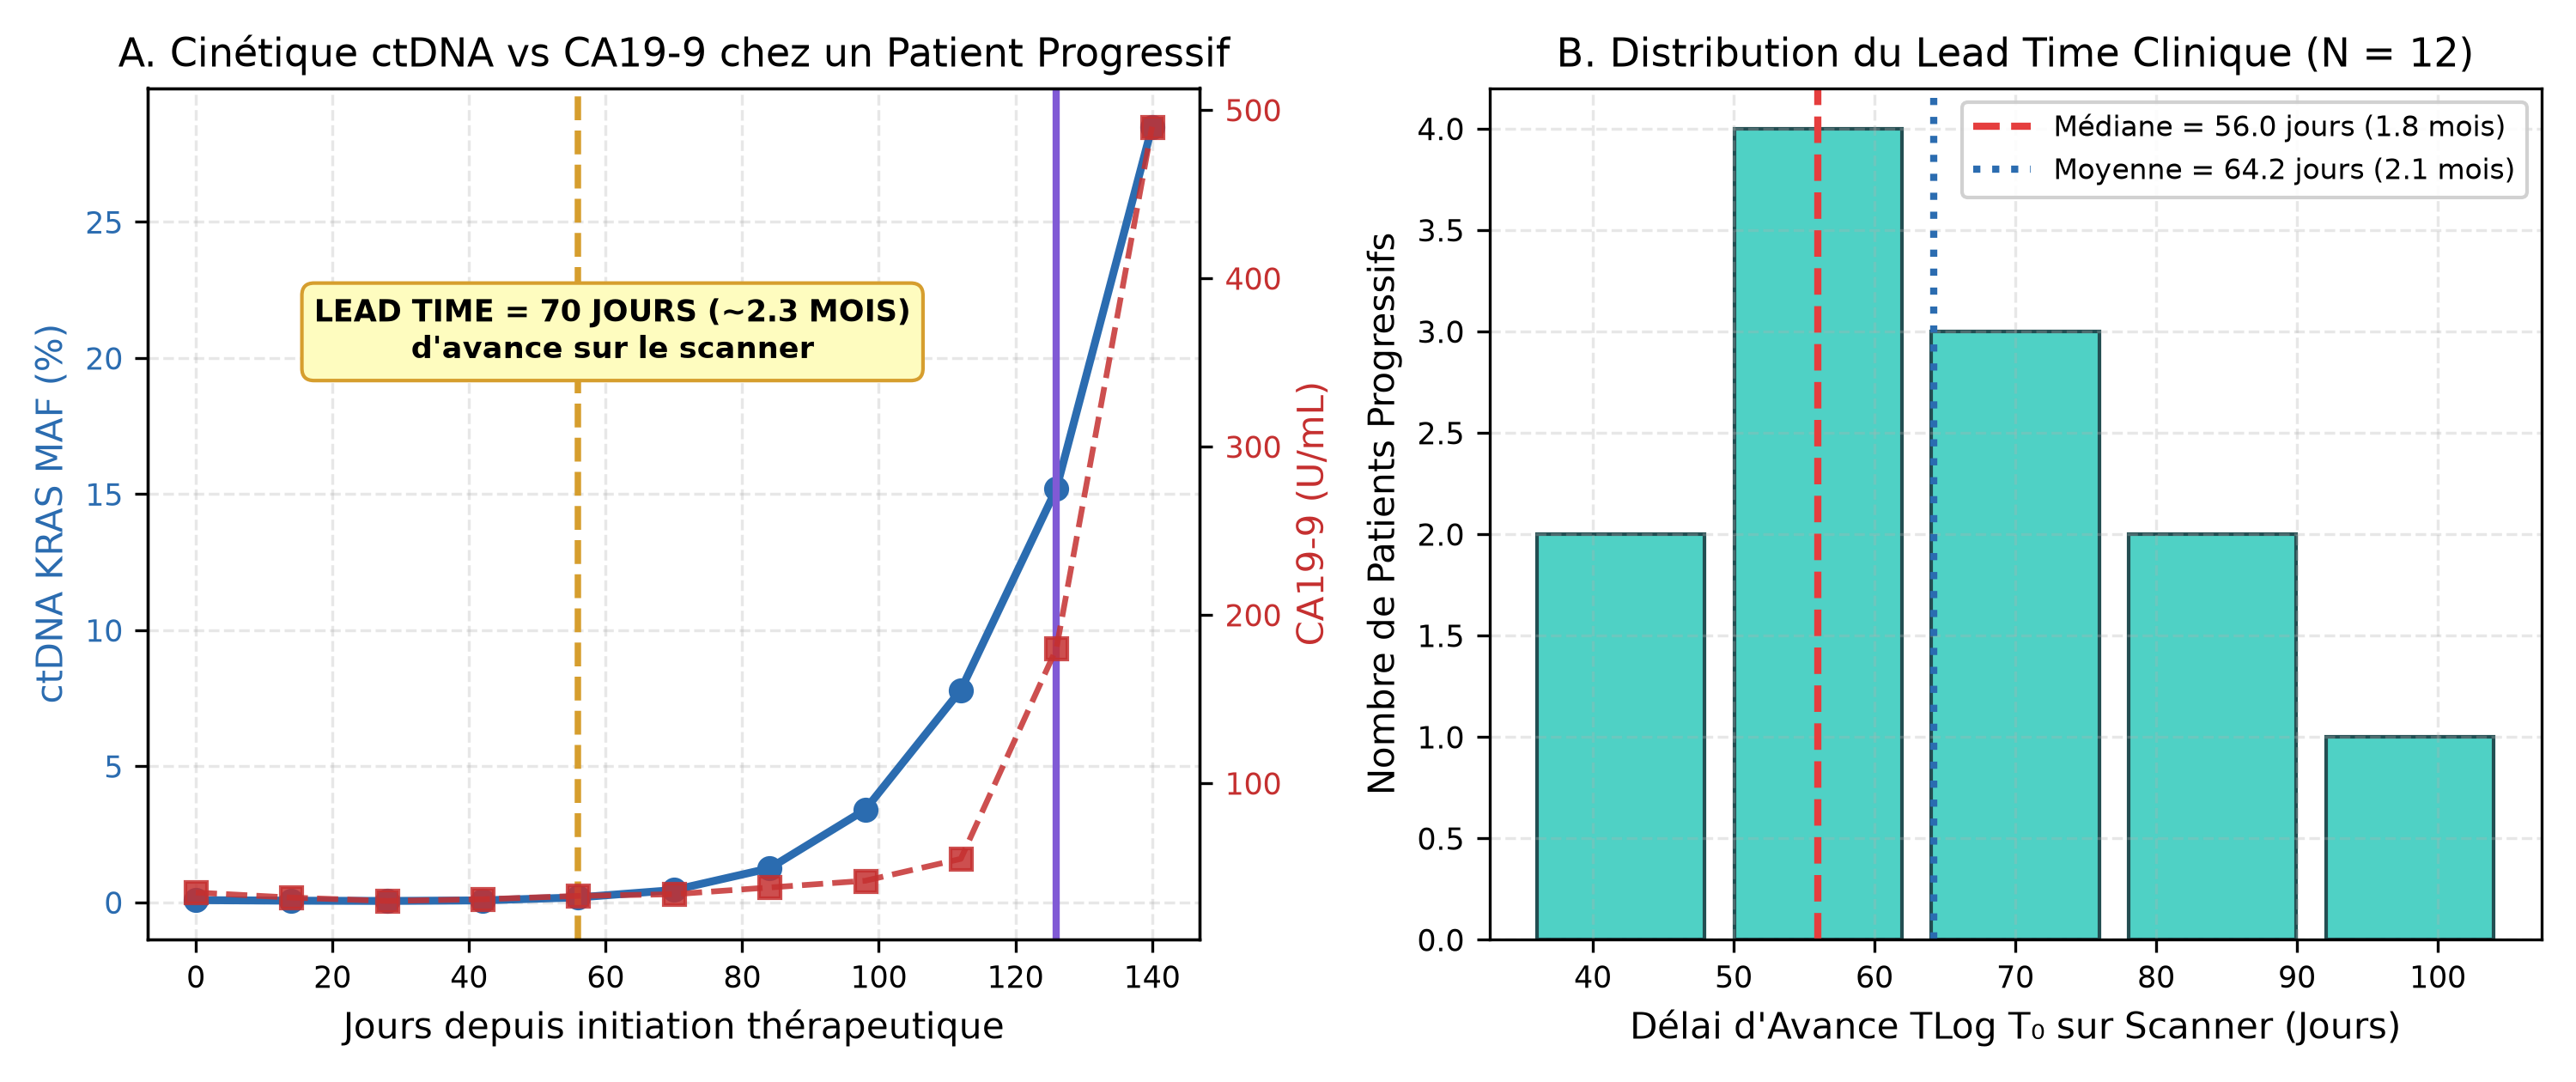 A. Cinétique ctDNA vs CA19-9 chez un Patient Progressif
ctDNA KRAS MAF (%)
25
20
15
10
5
0
LEAD TIME = 70 JOURS (~2.3 MOIS)
d'avance sur le scanner
500
400
300
200
100
CA19-9 (U/mL)
0 20 40 60 80 100 120 140
Jours depuis initiation thérapeutique
B. Distribution du Lead Time Clinique (N = 12)
Nombre de Patients Progressifs
4.0
3.5
3.0
2.5
2.0
1.5
1.0
0.5
0.0
Médiane = 56.0 jours (1.8 mois)
Moyenne = 64.2 jours (2.1 mois)
40 50 60 70 80 90 100
Délai d'Avance TLog T₀ sur Scanner (Jours)